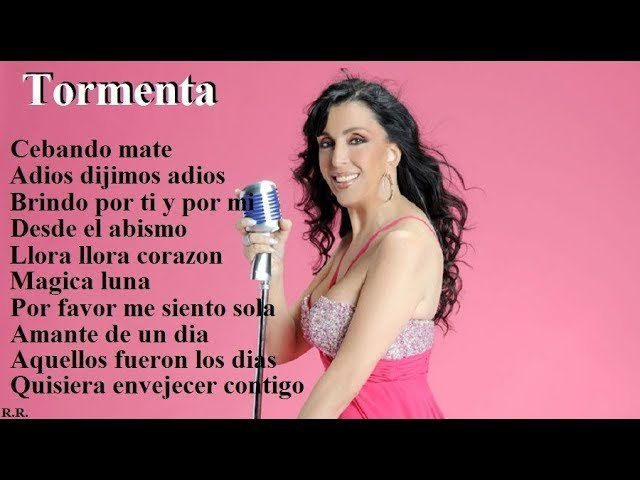 Tormenta
Cebando mate
Adios dijimos adios
Brindo por ti y por mi
Desde el abismo
Llora llora corazon
Magica luna
Por favor me siento sola
Amante de un dia
Aquellos fueron los dias
Quisiera envejecer contigo
R.R.